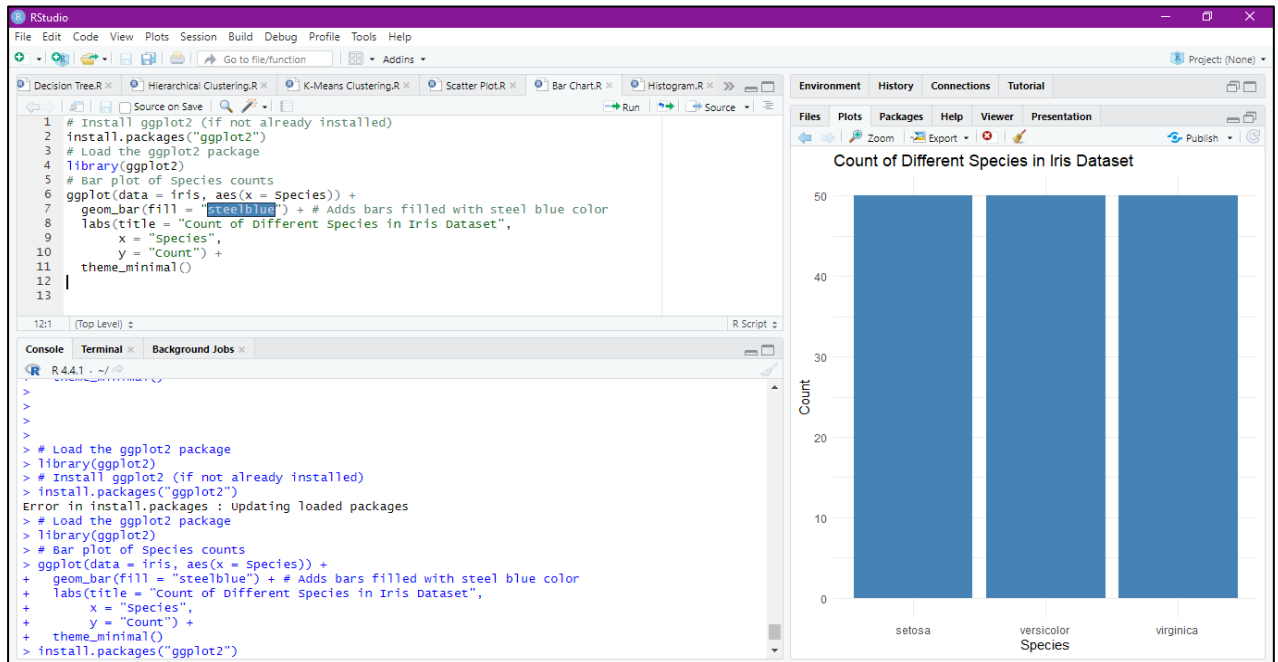 RStudio
File Edit Code View Plots Session Build Debug Profile Tools Help
Go to file/function Addins Project: (None)
Decision Tree.R Hierarchical Clustering.R K-Means Clustering.R Scatter Plot.R Bar Chart.R Histogram.R
Source on Save Run Source
1 # Install ggplot2 (if not already installed)
2 install.packages("ggplot2")
3 # Load the ggplot2 package
4 library(ggplot2)
5 # Bar plot of Species counts
6 ggplot(data = iris, aes(x = Species)) +
7 geom_bar(fill = "steelblue") + # Adds bars filled with steel blue color
8 labs(title = "Count of Different Species in Iris Dataset",
9 x = "Species",
10 y = "Count") +
11 theme_minimal()
12
13
12:1 (Top Level) R Script
Console Terminal Background Jobs
R 4.4.1 · ~/
+ theme_minimal()
>
>
>
>
> # Load the ggplot2 package
> library(ggplot2)
> # Install ggplot2 (if not already installed)
> install.packages("ggplot2")
Error in install.packages : Updating loaded packages
> # Load the ggplot2 package
> library(ggplot2)
> # Bar plot of Species counts
> ggplot(data = iris, aes(x = Species)) +
+ geom_bar(fill = "steelblue") + # Adds bars filled with steel blue color
+ labs(title = "Count of Different Species in Iris Dataset",
+ x = "Species",
+ y = "Count") +
+ theme_minimal()
> install.packages("ggplot2")
Environment History Connections Tutorial
Files Plots Packages Help Viewer Presentation
Zoom Export Publish
Count of Different Species in Iris Dataset
50
40
30
Count
20
10
0
setosa versicolor virginica
Species